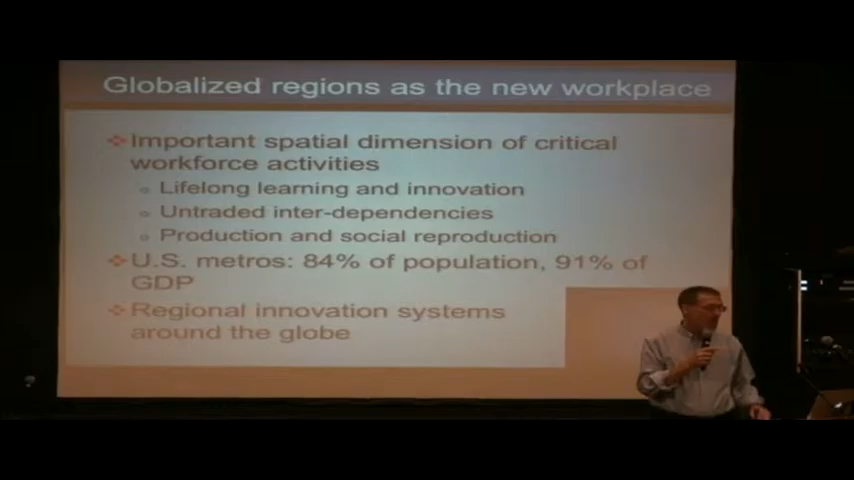 Globalized regions as the new workplace
Important spatial dimension of critical
workforce activities
Lifelong learning and innovation
Untraded inter-dependencies
Production and social reproduction
U.S. metros: 84% of population, 91% of
GDP
Regional innovation systems
around the globe